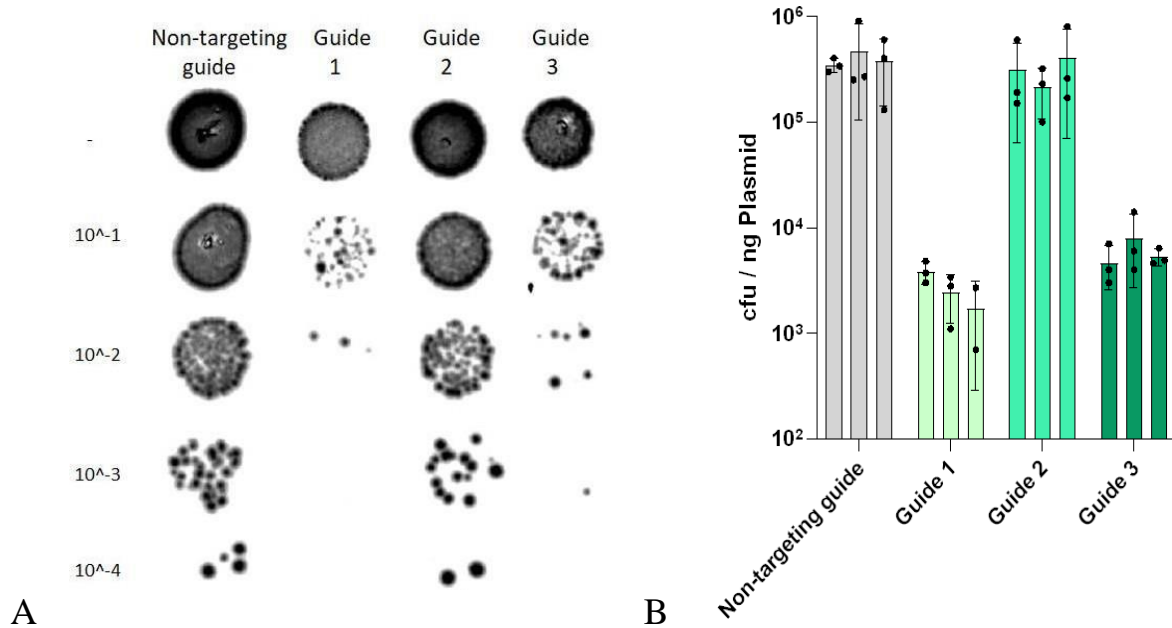 Non-targeting guide
Guide 1
Guide 2
Guide 3
-
10^-1
10^-2
10^-3
10^-4
A
cfu / ng Plasmid
10⁶
10⁵
10⁴
10³
10²
Non-targeting guide
Guide 1
Guide 2
Guide 3
B